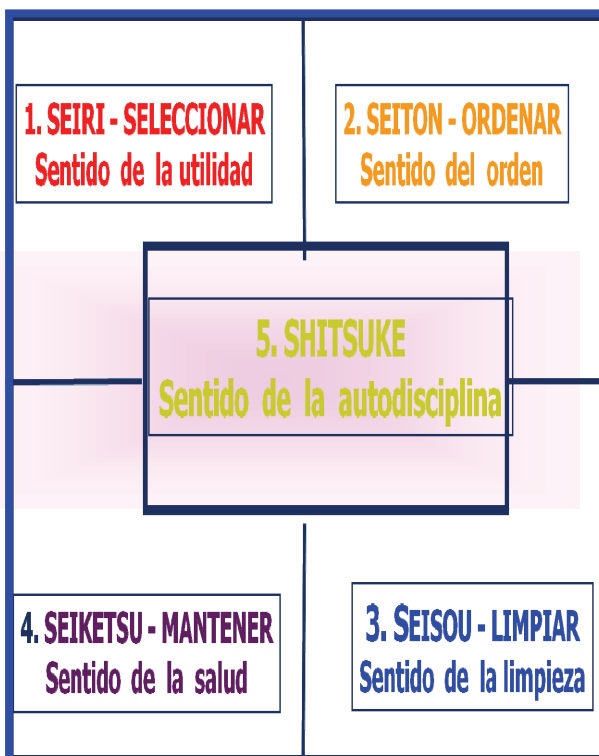 1. SEIRI - SELECCIONAR
Sentido de la utilidad
2. SEITON - ORDENAR
Sentido del orden
5. SHITSUKE
Sentido de la autodisciplina
4. SEIKETSU - MANTENER
Sentido de la salud
3. SEISOU - LIMPIAR
Sentido de la limpieza